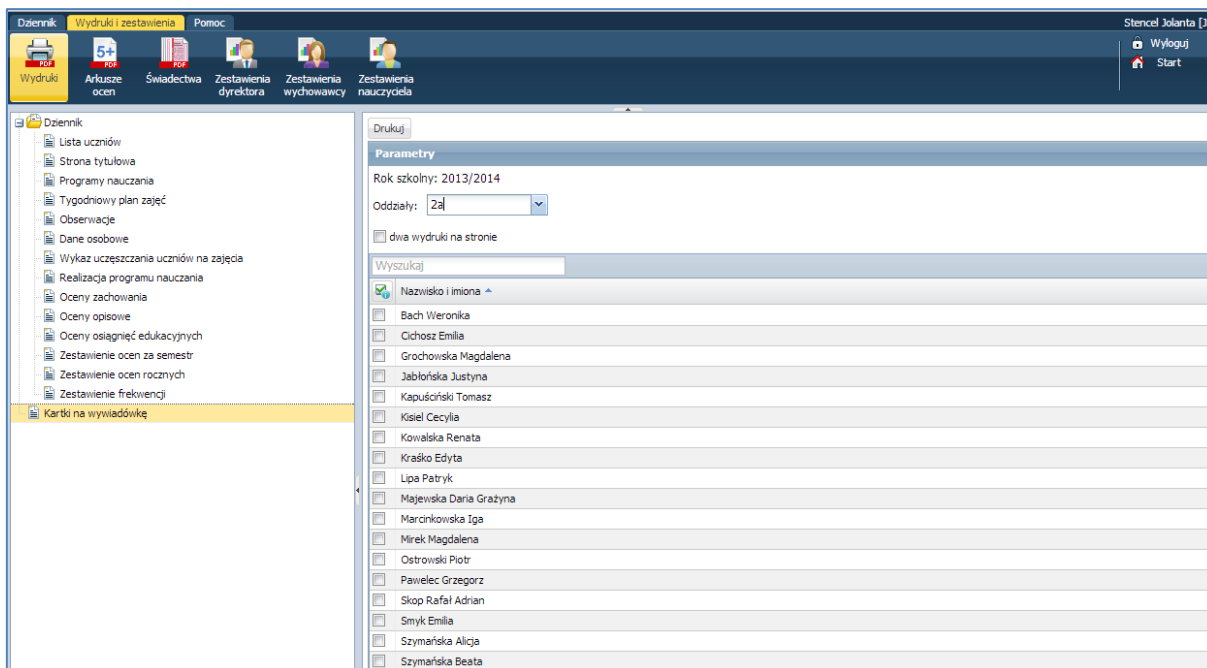 Dziennik Wydruki i zestawienia Pomoc
Stencel Jolanta [J
5+
PDF PDF PDF
Wydruki Arkusze ocen Świadectwa Zestawienia dyrektora Zestawienia wychowawcy Zestawienia nauczyciela
Wyloguj
Start
Dziennik
Lista uczniów
Strona tytułowa
Programy nauczania
Tygodniowy plan zajęć
Obserwacje
Dane osobowe
Wykaz uczęszczania uczniów na zajęcia
Realizacja programu nauczania
Oceny zachowania
Oceny opisowe
Oceny osiągnięć edukacyjnych
Zestawienie ocen za semestr
Zestawienie ocen rocznych
Zestawienie frekwencji
Kartki na wywiadówkę
Drukuj
Parametry
Rok szkolny: 2013/2014
Oddziały: 2a
dwa wydruki na stronie
Wyszukaj
Nazwisko i imiona
Bach Weronika
Cichosz Emilia
Grochowska Magdalena
Jabłońska Justyna
Kapuściński Tomasz
Kisiel Cecylia
Kowalska Renata
Kraśko Edyta
Lipa Patryk
Majewska Daria Grażyna
Marcinkowska Iga
Mirek Magdalena
Ostrowski Piotr
Pawelec Grzegorz
Skop Rafał Adrian
Smyk Emilia
Szymańska Alicja
Szymańska Beata